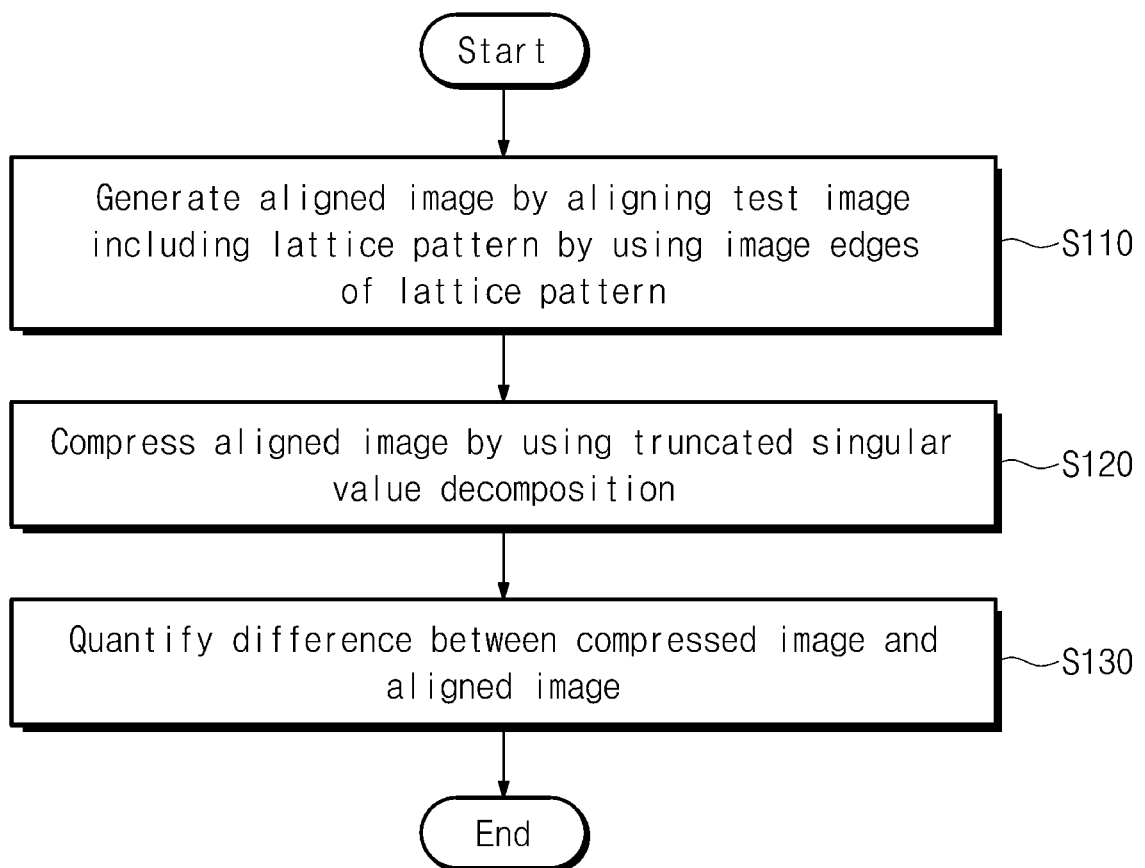 Start
Generate aligned image by aligning test image
including lattice pattern by using image edges
of lattice pattern
S110
Compress aligned image by using truncated singular
value decomposition
S120
Quantify difference between compressed image and
aligned image
S130
End